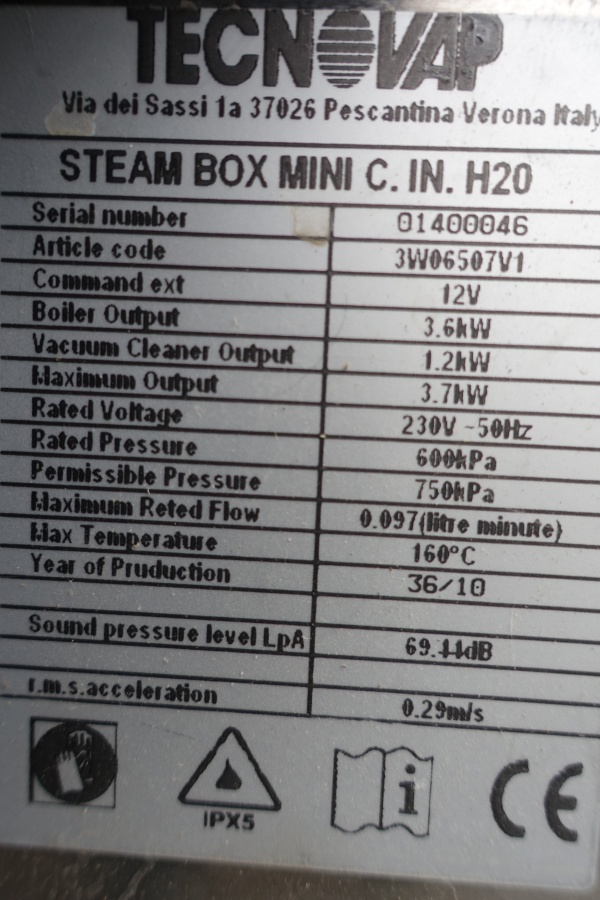 TECNOVAP
Via dei Sassi 1a 37026 Pescantina Verona Italy
STEAM BOX MINI C. IN. H20
Serial number 01400046
Article code 3W06507V1
Command ext 12V
Boiler Output 3.6kW
Vacuum Cleaner Output 1.2kW
Maximum Output 3.7kW
Rated Voltage 230V ~50Hz
Rated Pressure 600kPa
Permissible Pressure 750kPa
Maximum Reted Flow 0.097(litre minute)
Max Temperature 160°C
Year of Pruduction 36/10
Sound pressure level LpA 69.44dB
r.m.s.acceleration 0.29m/s
IPX5
i
CE